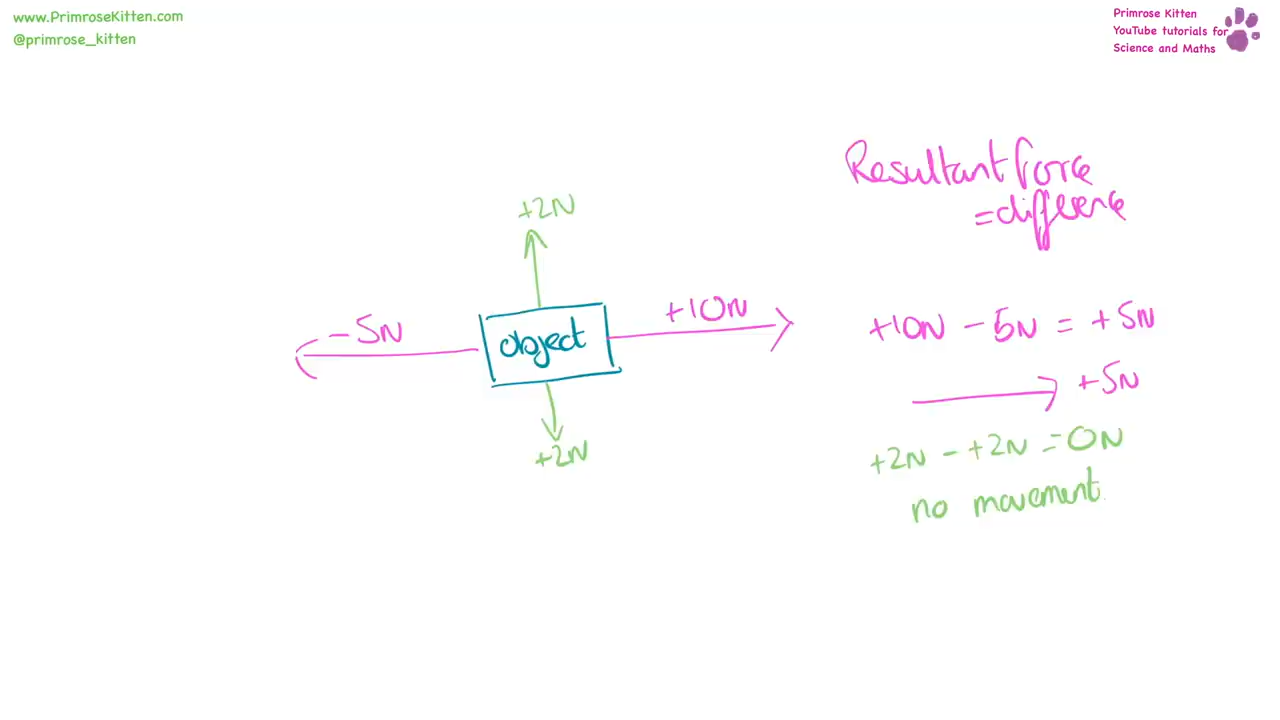 www.PrimroseKitten.com
@primrose_kitten
Primrose Kitten
YouTube tutorials for
Science and Maths
Resultant force
=difference
+2N
-5N
object
+10N
+2N
+10N - 5N = +5N
+5N
+2N - +2N = 0N
no movement.